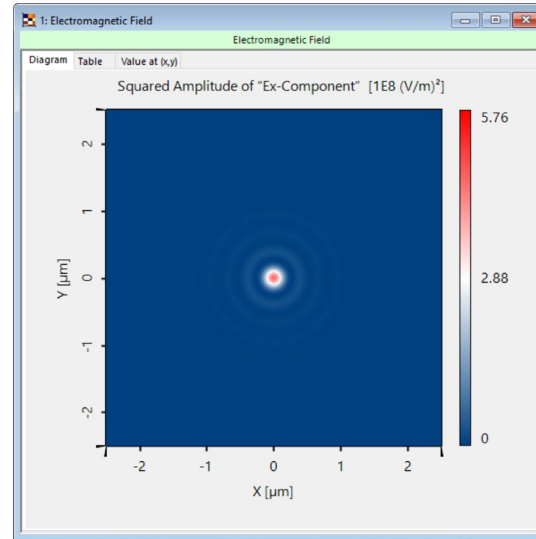 1: Electromagnetic Field
Electromagnetic Field
Diagram Table Value at (x,y)
Squared Amplitude of "Ex-Component" [1E8 (V/m)²]
5.76
2.88
0
Y [µm]
2
1
0
-1
-2
-2 -1 0 1 2
X [µm]